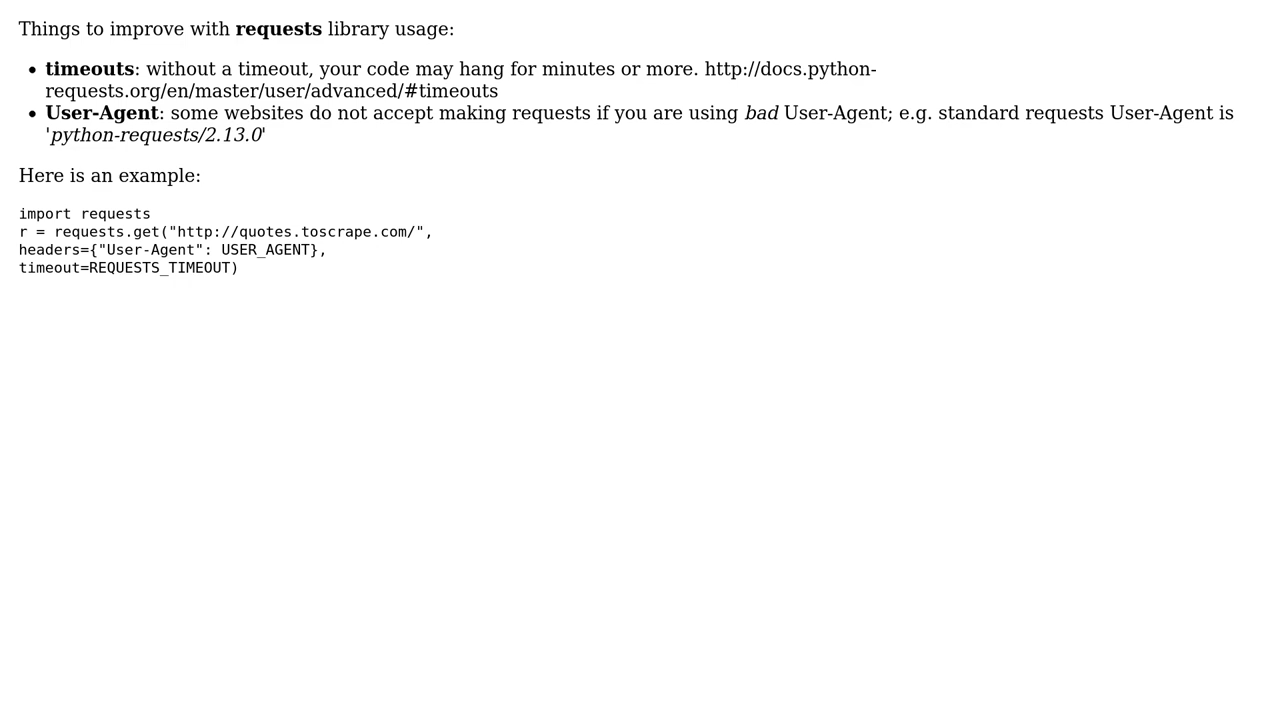 Things to improve with requests library usage:
• timeouts: without a timeout, your code may hang for minutes or more. http://docs.python-
requests.org/en/master/user/advanced/#timeouts
• User-Agent: some websites do not accept making requests if you are using bad User-Agent; e.g. standard requests User-Agent is
'python-requests/2.13.0'
Here is an example:
import requests
r = requests.get("http://quotes.toscrape.com/",
headers={"User-Agent": USER_AGENT},
timeout=REQUESTS_TIMEOUT)